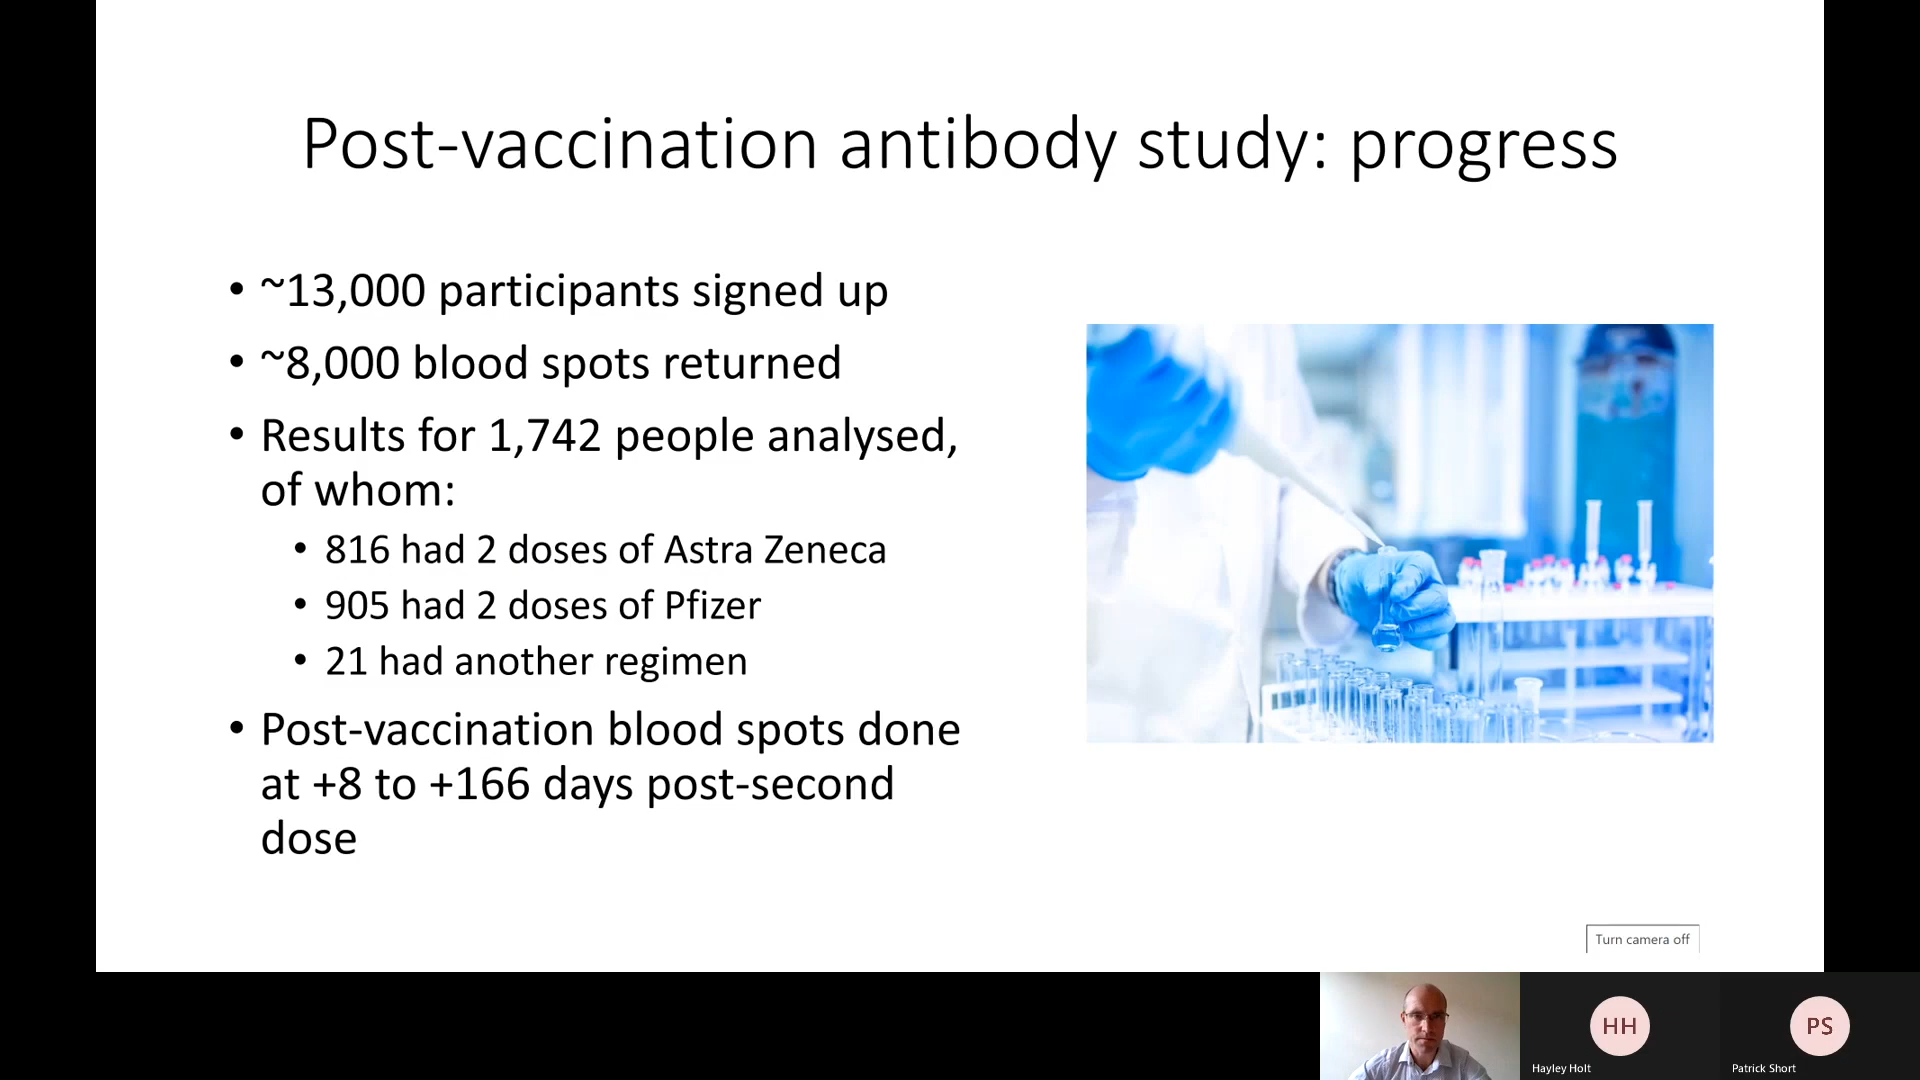 Post-vaccination antibody study: progress
• ~13,000 participants signed up
• ~8,000 blood spots returned
• Results for 1,742 people analysed,
of whom:
• 816 had 2 doses of Astra Zeneca
• 905 had 2 doses of Pfizer
• 21 had another regimen
• Post-vaccination blood spots done
at +8 to +166 days post-second
dose
Turn camera off
HH
PS
Hayley Holt
Patrick Short